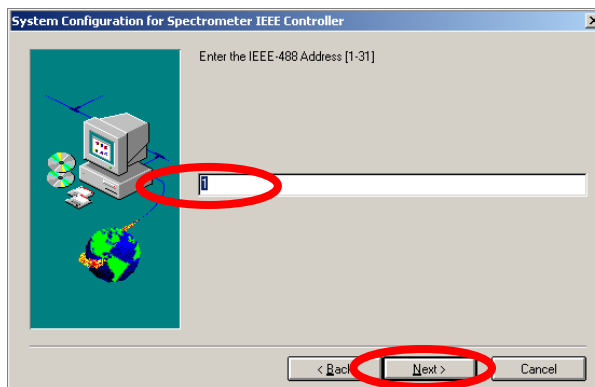 System Configuration for Spectrometer IEEE Controller
Enter the IEEE-488 Address [1-31]
1
< Back
Next >
Cancel